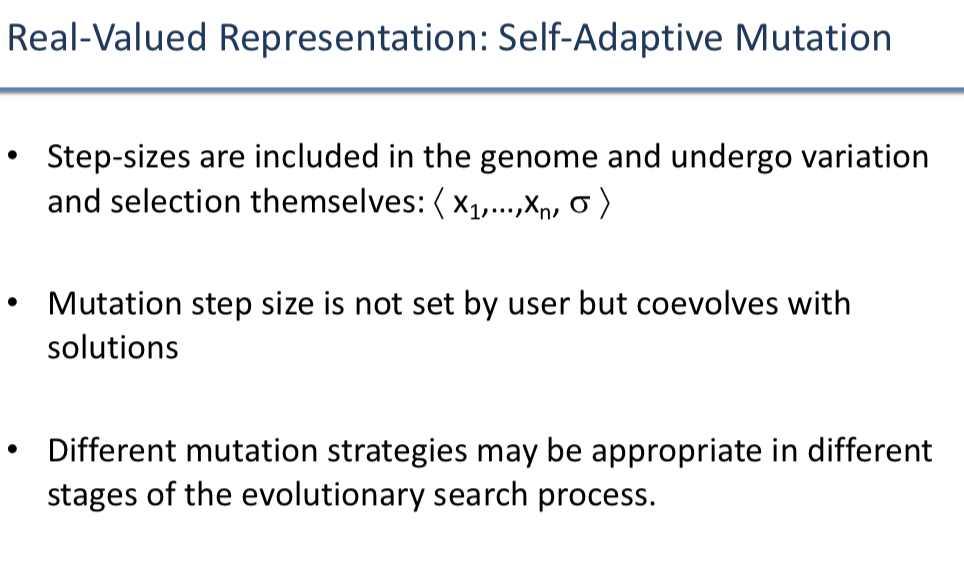 Real-Valued Representation: Self-Adaptive Mutation
• Step-sizes are included in the genome and undergo variation
and selection themselves: ⟨ x₁,...,xₙ, σ ⟩
• Mutation step size is not set by user but coevolves with
solutions
• Different mutation strategies may be appropriate in different
stages of the evolutionary search process.